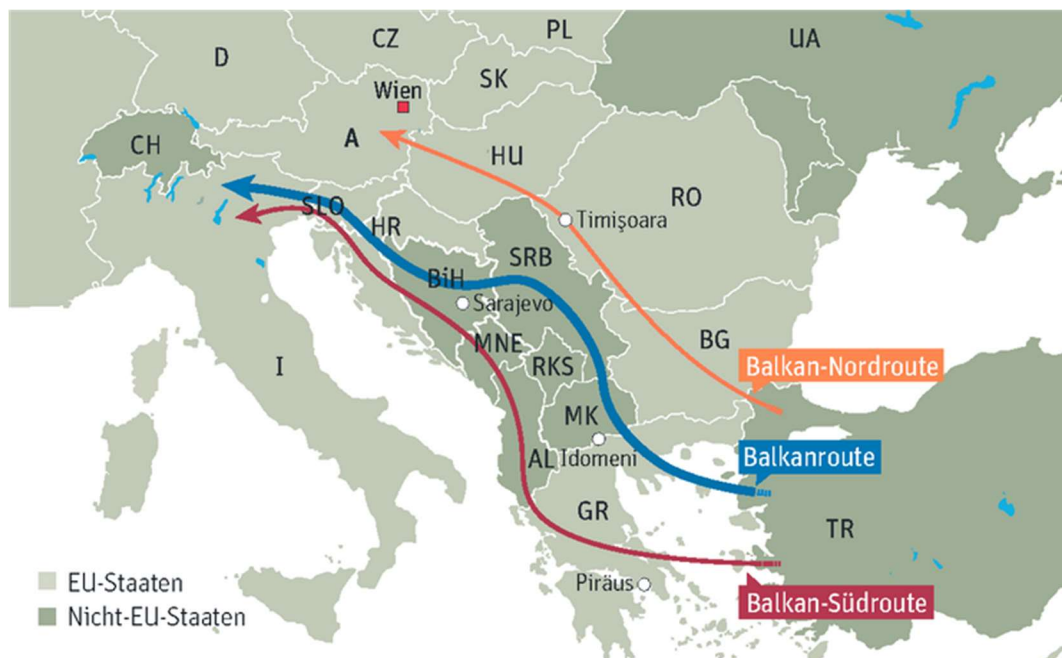 PL
CZ
UA
D
SK
Wien
CH
A
HU
RO
SLO
HR
Timişoara
SRB
BiH
Sarajevo
MNE
BG
I
RKS
Balkan-Nordroute
MK
AL
Idomeni
Balkanroute
GR
TR
EU-Staaten
Piräus
Balkan-Südroute
Nicht-EU-Staaten